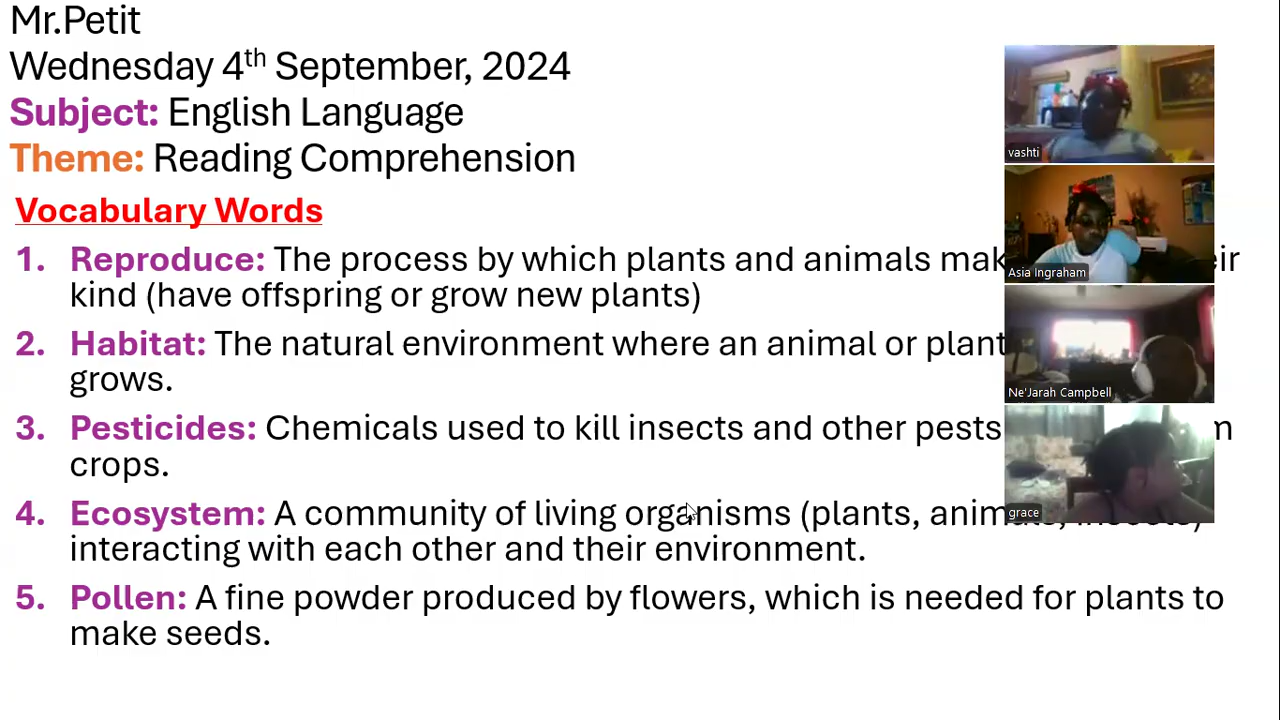 Mr.Petit
Wednesday 4th September, 2024
Subject: English Language
Theme: Reading Comprehension
Vocabulary Words
1. Reproduce: The process by which plants and animals
kind (have offspring or grow new plants)
2. Habitat: The natural environment where an animal or plant
grows.
3. Pesticides: Chemicals used to kill insects and other pests
crops.
4. Ecosystem: A community of living organisms (plants,
interacting with each other and their environment.
5. Pollen: A fine powder produced by flowers, which is needed for plants to
make seeds.
vashti
Asia Ingraham
Ne'Jarah Campbell
grace